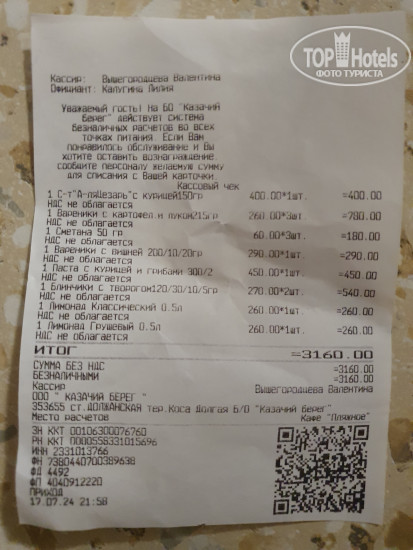 TOP Hotels
ФОТО ТУРИСТА
Кассир: Вышегородцева Валентина
Официант: Калугина Лилия
Уважаемый гость! На БО "Казачий
Берег" действует система
безналичных расчетов во всех
точках питания. Если Вам
понравилось обслуживание и Вы
хотите оставить вознаграждение
сообщите персоналу желаемую сумму
для списания с Вашей карточки.
Кассовый чек
1 С-т"А-ляЦезарь"с курицей150гр 400.00*1шт. =400.00
НДС не облагается
1 Вареники с картофел и луком215гр 260.00*3шт. =780.00
НДС не облагается
1 Сметана 50 гр 60.00*3шт. =180.00
НДС не облагается
1 Вареники с вишней 200/10/20гр 290.00*1шт. =290.00
НДС не облагается
1 Паста с курицей и грибами 300/2 450.00*1шт. =450.00
НДС не облагается
1 Блинчики с творогом120/30/10/5гр 270.00*2шт. =540.00
НДС не облагается
1 Лимонад Классический 0.5л 260.00*1шт. =260.00
НДС не облагается
1 Лимонад Грушевый 0.5л 260.00*1шт. =260.00
НДС не облагается
ИТОГ =3160.00
СУММА БЕЗ НДС =3160.00
БЕЗНАЛИЧНЫМИ =3160.00
Кассир Вышегородцева Валентина
ООО " КАЗАЧИЙ БЕРЕГ "
353655 ст.ДОЛЖАНСКАЯ тер.Коса Долгая Б/О "Казачий берег"
Место расчетов Кафе "Пляжное"
ЗН ККТ 00106300076760
РН ККТ 0000558331015696
ИНН 2331013766
ФН 7380440700389638
ФД 4492
ФП 4040912220
ПРИХОД
17.07.24 21:58